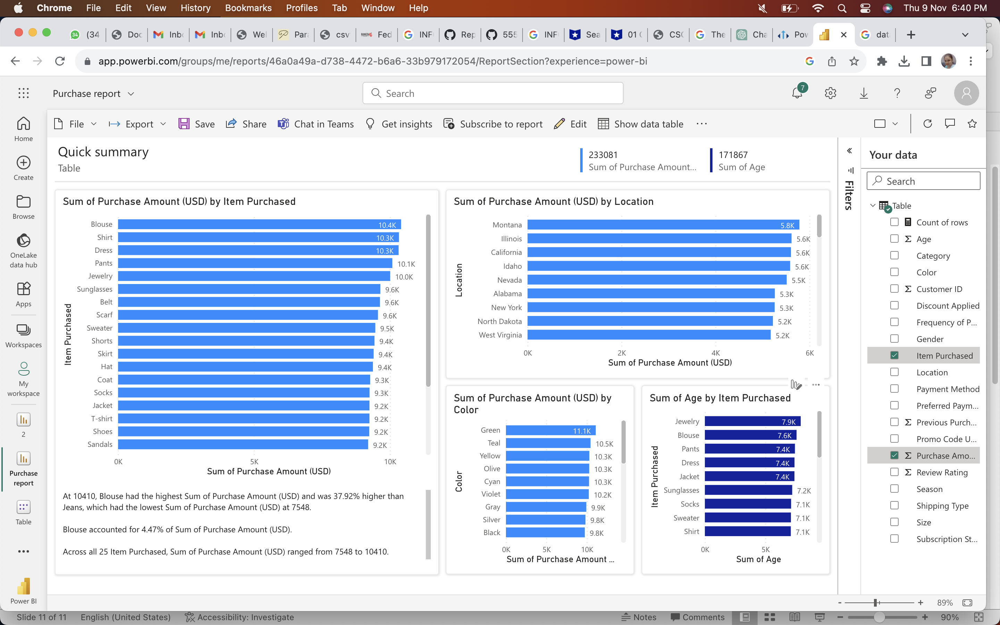 Chrome File Edit View History Bookmarks Profiles Tab Window Help
Thu 9 Nov 6:40 PM
34 (34 Doc Inbo Inbo Wel Par csv Fed INF Rep 555 INF Sea 01 CSC The Cha Pow dat
app.powerbi.com/groups/me/reports/46a0a49a-d738-4472-b6a6-33b979172054/ReportSection?experience=power-bi
Purchase report
Search
7
File Export Save Share Chat in Teams Get insights Subscribe to report Edit Show data table
Home
Create
Browse
OneLake
data hub
Apps
Workspaces
My
workspace
2
Purchase
report
Table
Power BI
Quick summary
Table
233081
Sum of Purchase Amount...
171867
Sum of Age
Sum of Purchase Amount (USD) by Item Purchased
Item Purchased
Blouse 10.4K
Shirt 10.3K
Dress 10.3K
Pants 10.1K
Jewelry 10.0K
Sunglasses 9.6K
Belt 9.6K
Scarf 9.6K
Sweater 9.5K
Shorts 9.4K
Skirt 9.4K
Hat 9.4K
Coat 9.3K
Socks 9.3K
Jacket 9.2K
T-shirt 9.2K
Shoes 9.2K
Sandals 9.2K
0K 5K 10K
Sum of Purchase Amount (USD)
At 10410, Blouse had the highest Sum of Purchase Amount (USD) and was 37.92% higher than
Jeans, which had the lowest Sum of Purchase Amount (USD) at 7548.
Blouse accounted for 4.47% of Sum of Purchase Amount (USD).
Across all 25 Item Purchased, Sum of Purchase Amount (USD) ranged from 7548 to 10410.
Sum of Purchase Amount (USD) by Location
Location
Montana 5.8K
Illinois 5.6K
California 5.6K
Idaho 5.6K
Nevada 5.5K
Alabama 5.3K
New York 5.3K
North Dakota 5.2K
West Virginia 5.2K
0K 2K 4K 6K
Sum of Purchase Amount (USD)
Sum of Purchase Amount (USD) by
Color
Color
Green 11.1K
Teal 10.5K
Yellow 10.3K
Olive 10.3K
Cyan 10.3K
Violet 10.2K
Gray 9.9K
Silver 9.8K
Black 9.8K
0K 5K 10K
Sum of Purchase Amount ...
Sum of Age by Item Purchased
Item Purchased
Jewelry 7.9K
Blouse 7.6K
Pants 7.4K
Dress 7.4K
Jacket 7.4K
Sunglasses 7.2K
Socks 7.1K
Sweater 7.1K
Shirt 7.1K
0K 5K
Sum of Age
Filters
Your data
Search
Table
Count of rows
Age
Category
Color
Customer ID
Discount Applied
Frequency of P...
Gender
Item Purchased
Location
Payment Method
Preferred Paym...
Previous Purch...
Promo Code U...
Purchase Amo...
Review Rating
Season
Shipping Type
Size
Subscription St...
- + 89%
Slide 11 of 11 English (United States) Accessibility: Investigate Notes Comments 90%